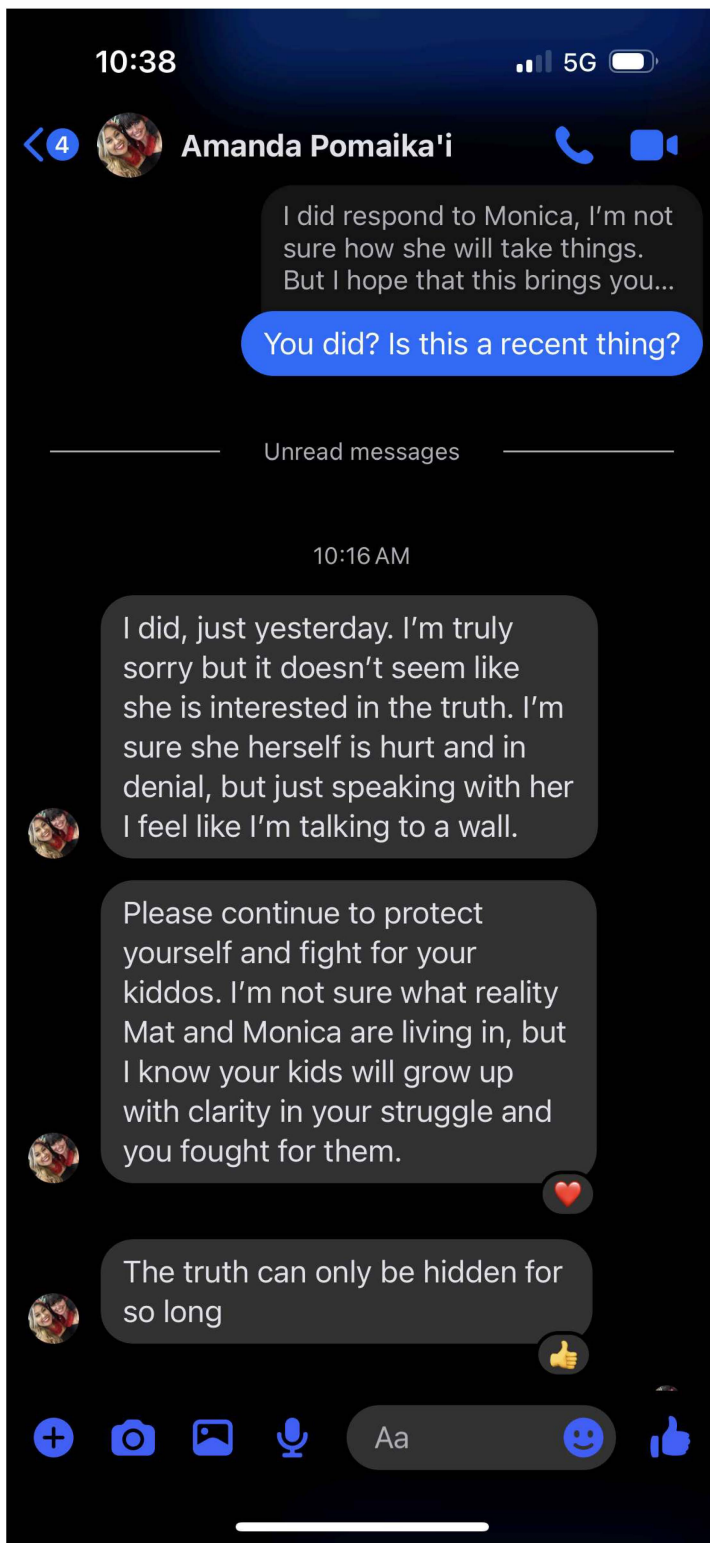 10:38
5G
4
Amanda Pomaika'i
I did respond to Monica, I’m not
sure how she will take things.
But I hope that this brings you...
You did? Is this a recent thing?
Unread messages
10:16 AM
I did, just yesterday. I’m truly
sorry but it doesn’t seem like
she is interested in the truth. I’m
sure she herself is hurt and in
denial, but just speaking with her
I feel like I’m talking to a wall.
Please continue to protect
yourself and fight for your
kiddos. I’m not sure what reality
Mat and Monica are living in, but
I know your kids will grow up
with clarity in your struggle and
you fought for them.
The truth can only be hidden for
so long
Aa